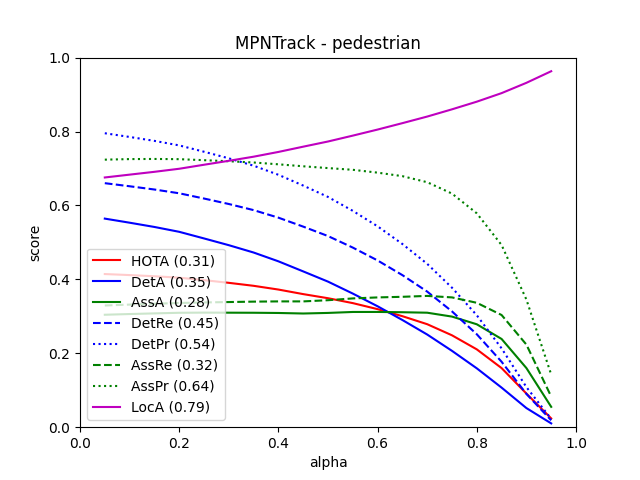 MPNTrack - pedestrian
1.0
0.8
0.6
0.4
0.2
0.0
score
HOTA (0.31)
DetA (0.35)
AssA (0.28)
DetRe (0.45)
DetPr (0.54)
AssRe (0.32)
AssPr (0.64)
LocA (0.79)
0.0 0.2 0.4 0.6 0.8 1.0
alpha